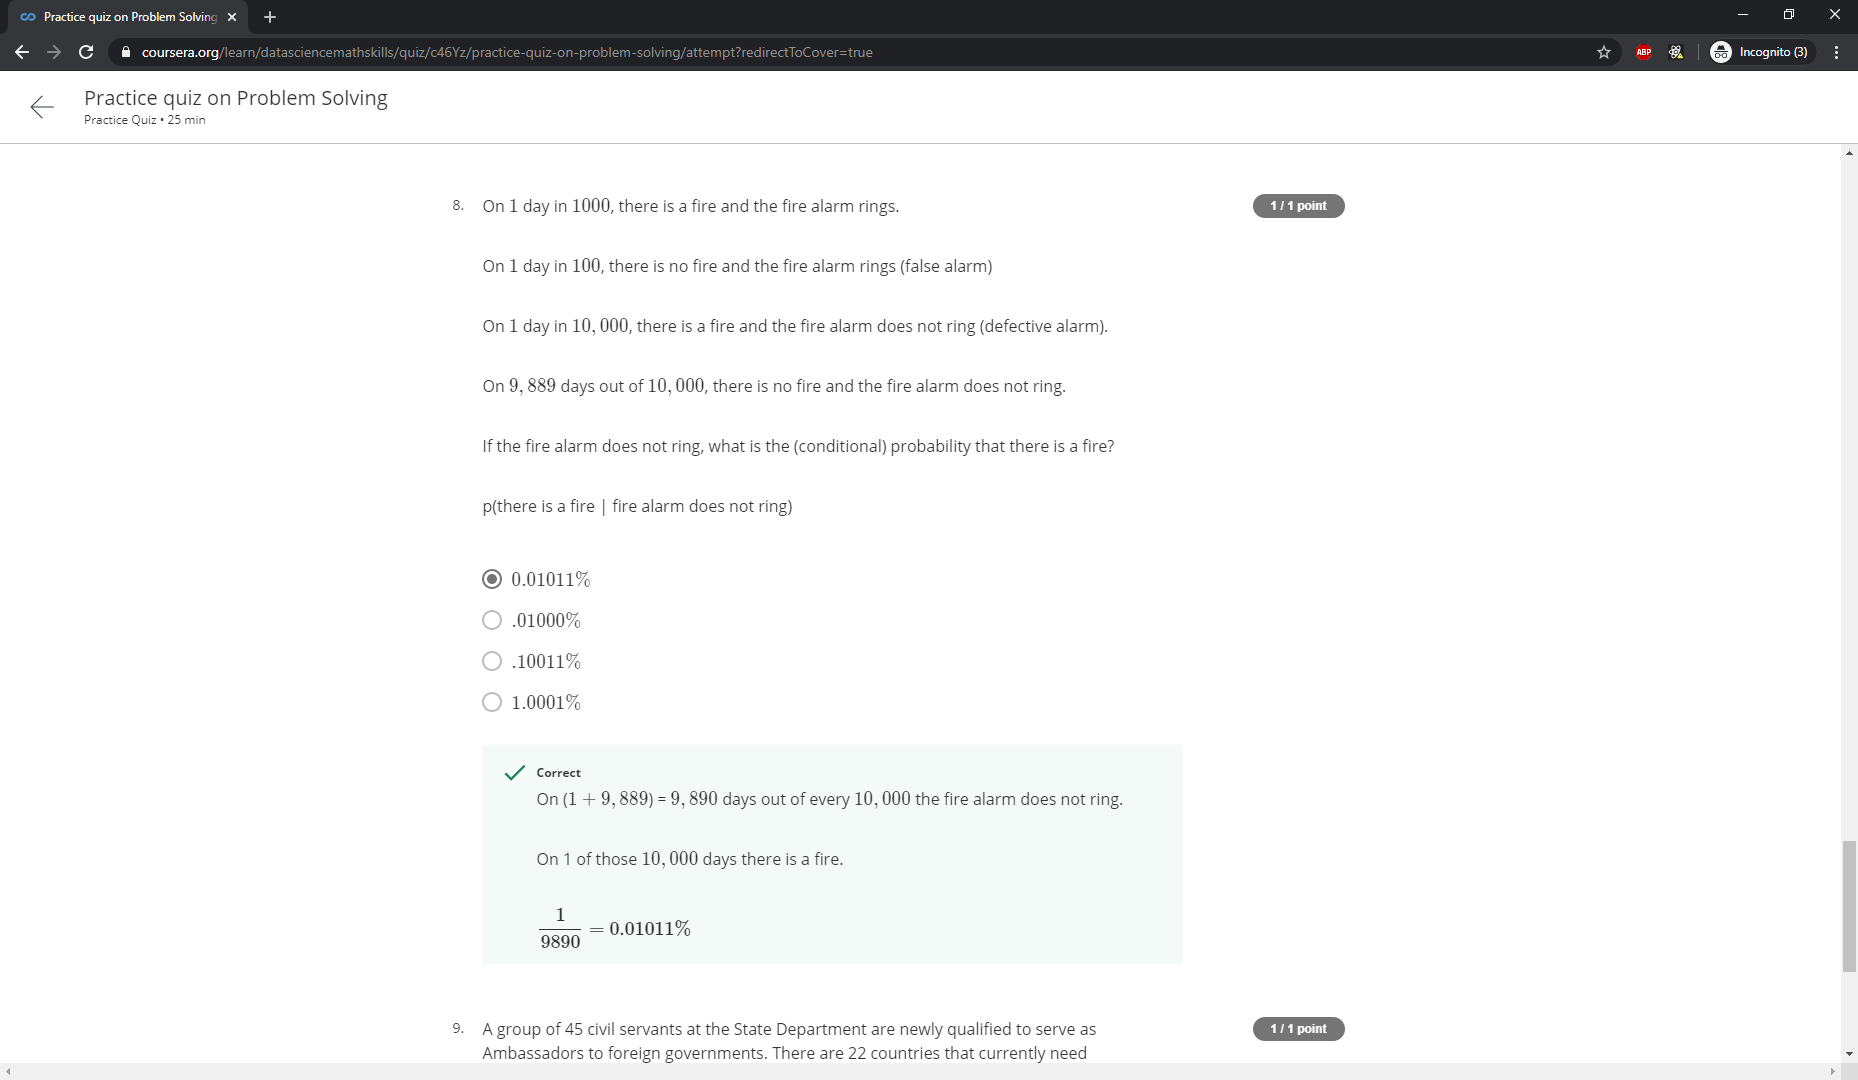 Practice quiz on Problem Solving
coursera.org/learn/datasciencemathskills/quiz/c46Yz/practice-quiz-on-problem-solving/attempt?redirectToCover=true
ABP
Incognito (3)
Practice quiz on Problem Solving
Practice Quiz • 25 min
8. On 1 day in 1000, there is a fire and the fire alarm rings.
1 / 1 point
On 1 day in 100, there is no fire and the fire alarm rings (false alarm)
On 1 day in 10, 000, there is a fire and the fire alarm does not ring (defective alarm).
On 9, 889 days out of 10, 000, there is no fire and the fire alarm does not ring.
If the fire alarm does not ring, what is the (conditional) probability that there is a fire?
p(there is a fire | fire alarm does not ring)
0.01011%
.01000%
.10011%
1.0001%
Correct
On (1 + 9, 889) = 9, 890 days out of every 10, 000 the fire alarm does not ring.
On 1 of those 10, 000 days there is a fire.
1
9890
= 0.01011%
9. A group of 45 civil servants at the State Department are newly qualified to serve as
1 / 1 point
Ambassadors to foreign governments. There are 22 countries that currently need